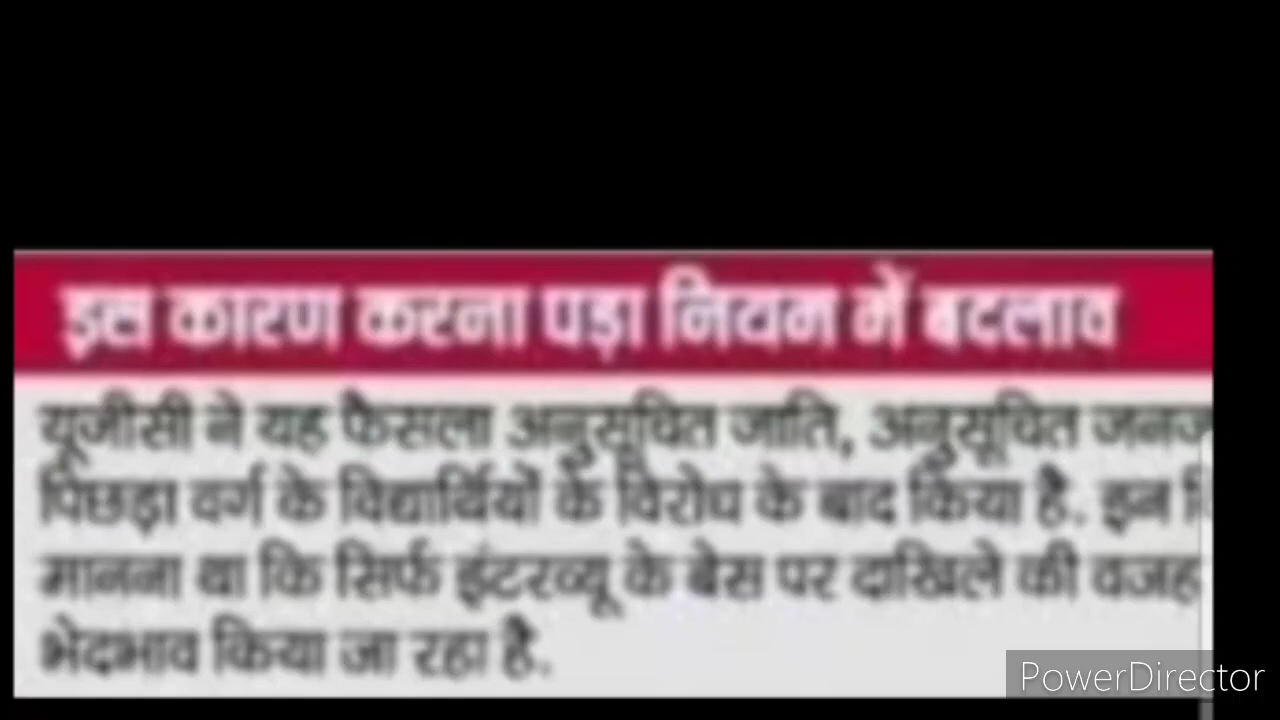 इस कारण करना पड़ा नियम में बदलाव
यूजीसी ने यह फैसला अनुसूचित जाति, अनुसूचित
पिछड़ा वर्ग के विद्यार्थियों के विरोध के बाद किया है. इन
मानना था कि सिर्फ इंटरव्यू के बेस पर दाखिले की वजह
भेदभाव किया जा रहा है.
PowerDirector